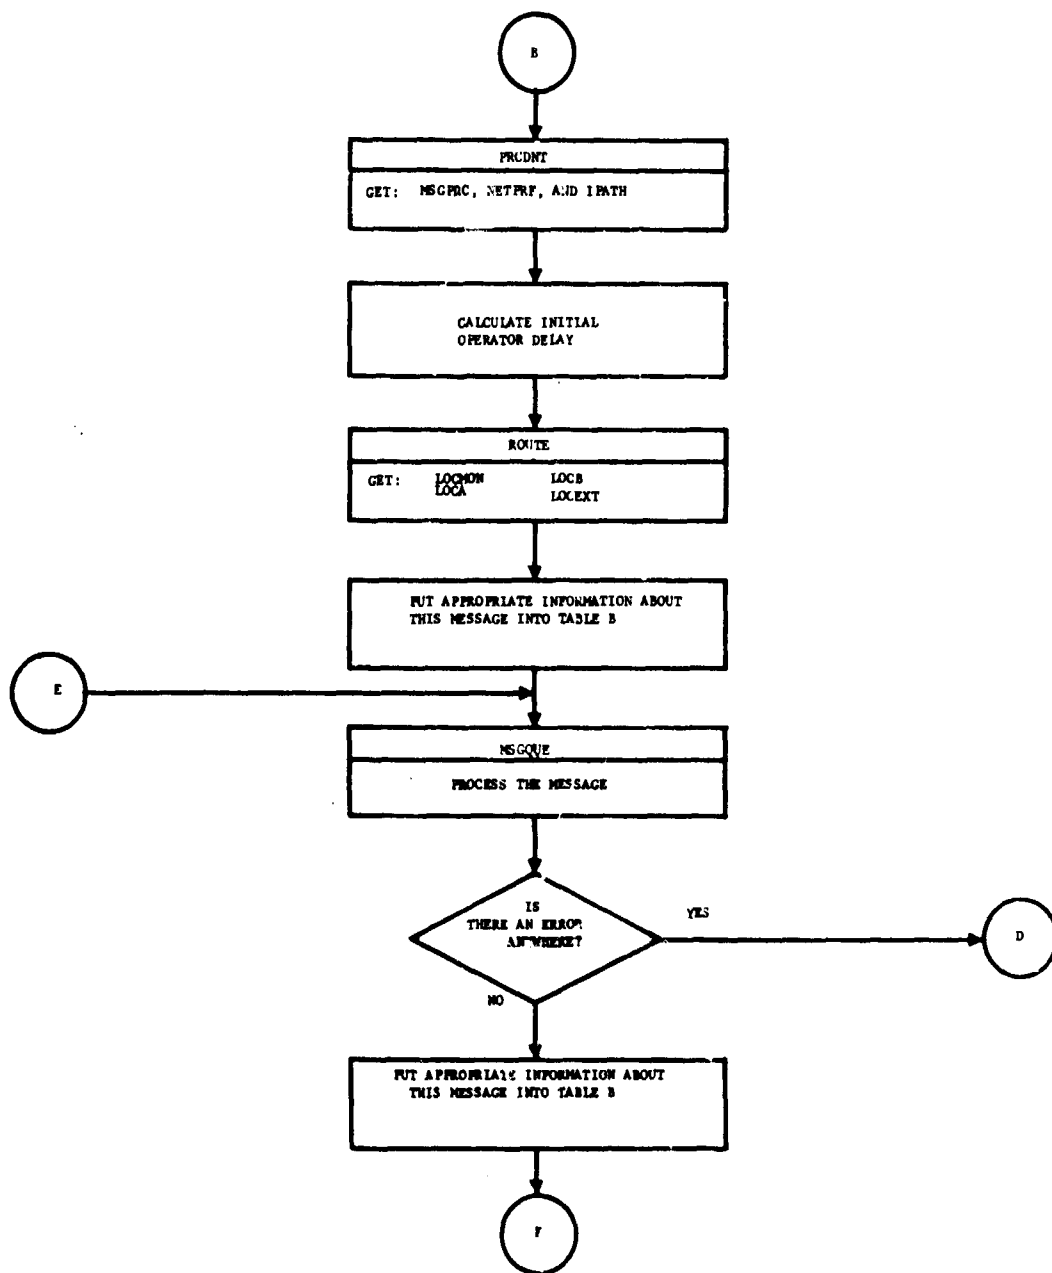 B
PRCDNT
GET: MSGPRC, NETPRF, AND IPATH
CALCULATE INITIAL
OPERATOR DELAY
ROUTE
GET: LOCMON LOCB
LOCA LOCEXT
PUT APPROPRIATE INFORMATION ABOUT
THIS MESSAGE INTO TABLE B
E
MSGQUE
PROCESS THE MESSAGE
IS
THERE AN ERROR
ANYWHERE?
YES
D
NO
PUT APPROPRIATE INFORMATION ABOUT
THIS MESSAGE INTO TABLE B
F